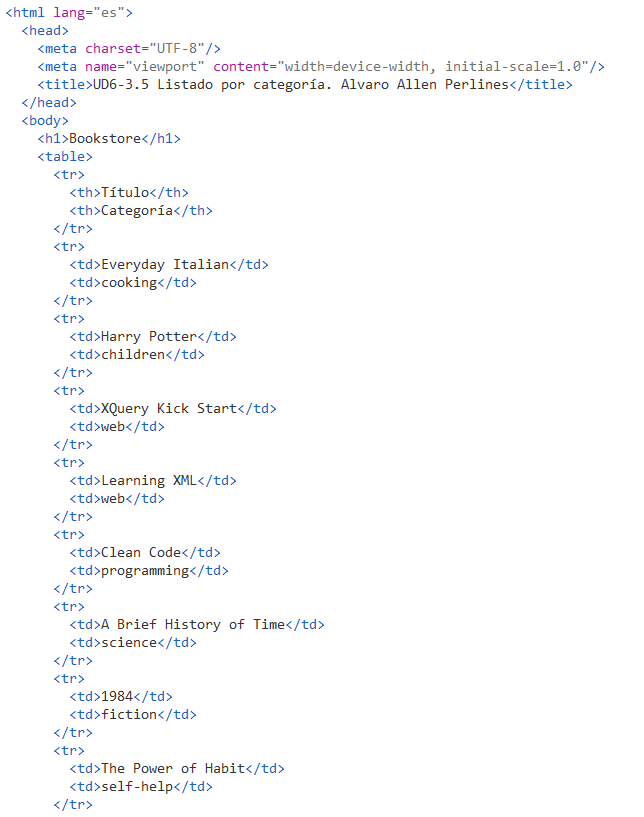 <html lang="es">
<head>
<meta charset="UTF-8"/>
<meta name="viewport" content="width=device-width, initial-scale=1.0"/>
<title>UD6-3.5 Listado por categoría. Alvaro Allen Perlines</title>
</head>
<body>
<h1>Bookstore</h1>
<table>
<tr>
<th>Título</th>
<th>Categoría</th>
</tr>
<tr>
<td>Everyday Italian</td>
<td>cooking</td>
</tr>
<tr>
<td>Harry Potter</td>
<td>children</td>
</tr>
<tr>
<td>XQuery Kick Start</td>
<td>web</td>
</tr>
<tr>
<td>Learning XML</td>
<td>web</td>
</tr>
<tr>
<td>Clean Code</td>
<td>programming</td>
</tr>
<tr>
<td>A Brief History of Time</td>
<td>science</td>
</tr>
<tr>
<td>1984</td>
<td>fiction</td>
</tr>
<tr>
<td>The Power of Habit</td>
<td>self-help</td>
</tr>